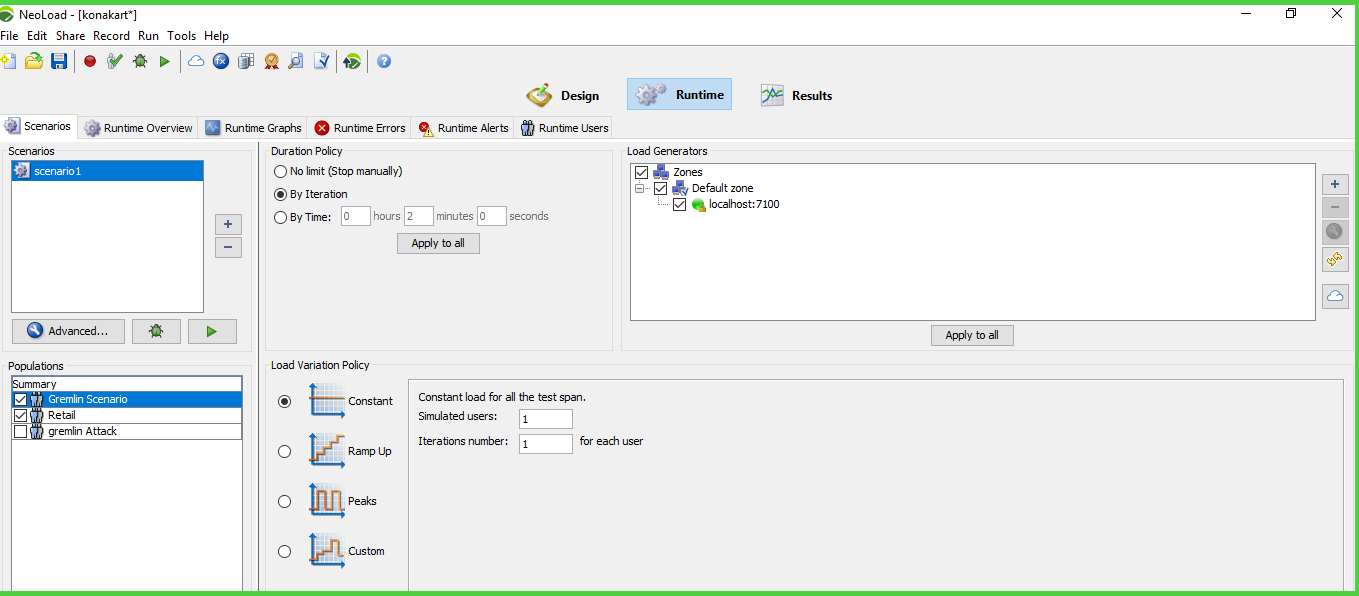 NeoLoad - [konakart*]
File Edit Share Record Run Tools Help
Design Runtime Results
Scenarios Runtime Overview Runtime Graphs Runtime Errors Runtime Alerts Runtime Users
Scenarios
scenario1
Advanced...
Populations
Summary
Gremlin Scenario
Retail
gremlin Attack
Duration Policy
No limit (Stop manually)
By Iteration
By Time: 0 hours 2 minutes 0 seconds
Apply to all
Load Generators
Zones
Default zone
localhost:7100
Apply to all
Load Variation Policy
Constant
Ramp Up
Peaks
Custom
Constant load for all the test span.
Simulated users: 1
Iterations number: 1 for each user